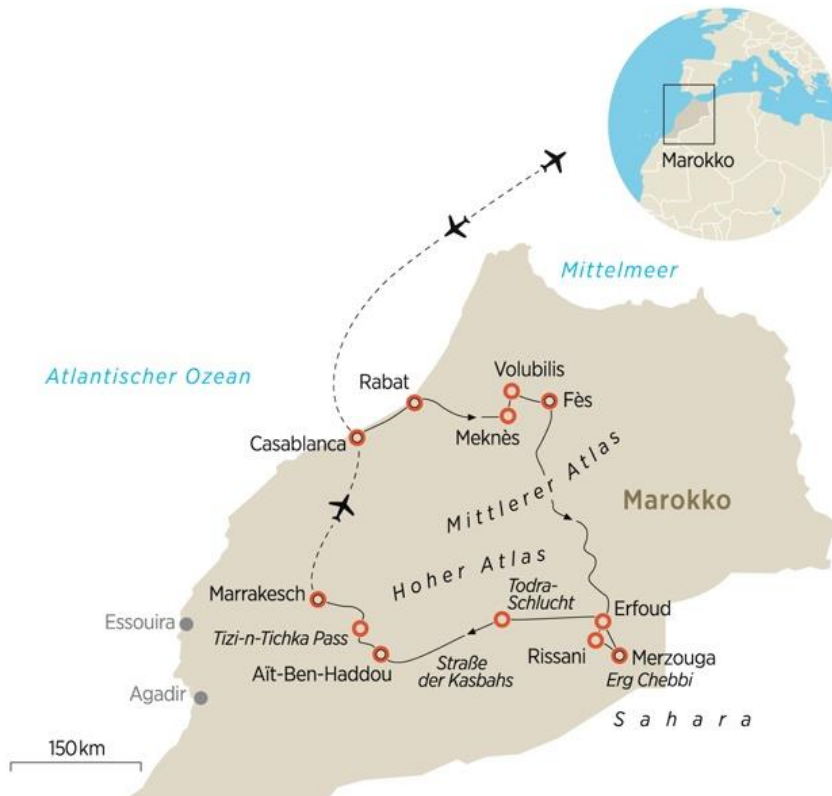 Marokko
Mittelmeer
Atlantischer Ozean
Rabat
Volubilis
Fès
Casablanca
Meknès
Mittlerer Atlas
Marokko
Hoher Atlas
Marrakesch
Todra-
Schlucht
Erfoud
Essouira
Tizi-n-Tichka Pass
Rissani
Merzouga
Aït-Ben-Haddou
Straße
der Kasbahs
Erg Chebbi
Agadir
Sahara
150 km